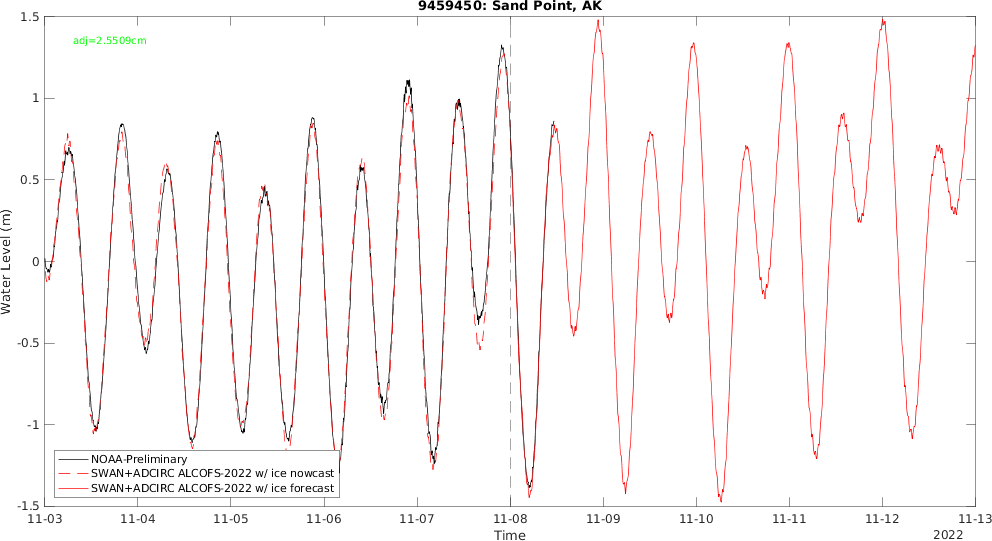 9459450: Sand Point, AK
adj=2.5509cm
Water Level (m)
1.5
1
0.5
0
-0.5
-1
-1.5
NOAA-Preliminary
SWAN+ADCIRC ALCOFS-2022 w/ ice nowcast
SWAN+ADCIRC ALCOFS-2022 w/ ice forecast
11-03 11-04 11-05 11-06 11-07 11-08 11-09 11-10 11-11 11-12 11-13
Time
2022